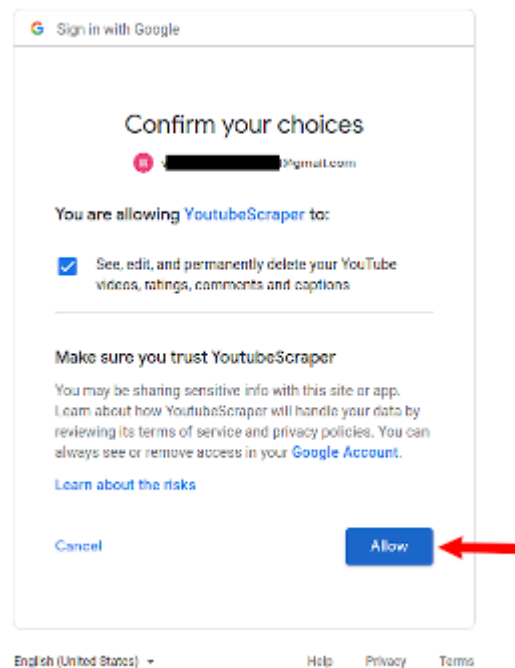 Sign in with Google
Confirm your choices
@gmail.com
You are allowing YoutubeScraper to:
See, edit, and permanently delete your YouTube
videos, ratings, comments and captions
Make sure you trust YoutubeScraper
You may be sharing sensitive info with this site or app.
Learn about how YoutubeScraper will handle your data by
reviewing its terms of service and privacy policies. You can
always see or remove access in your Google Account.
Learn about the risks
Cancel
Allow
English (United States)
Help
Privacy
Terms